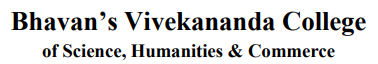 Bhavan’s Vivekananda College
of Science, Humanities & Commerce